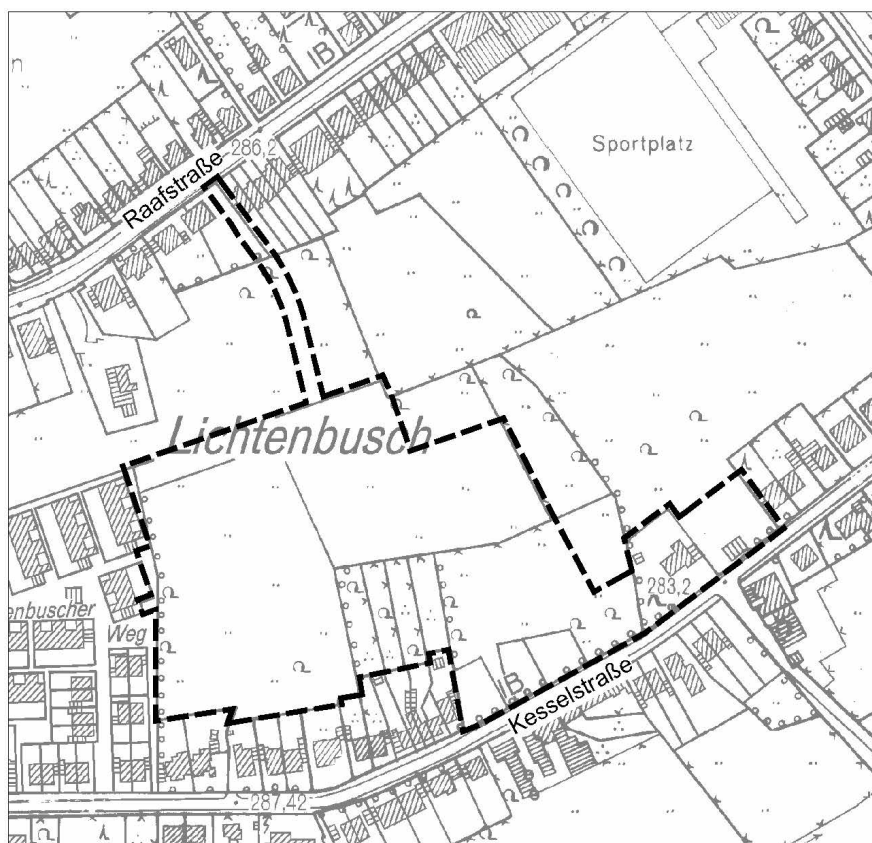 IB
Sportplatz
286,2
Raafstraße
Lichtenbusch
283,2
enbuscher
Weg
IB
Kesselstraße
287,42